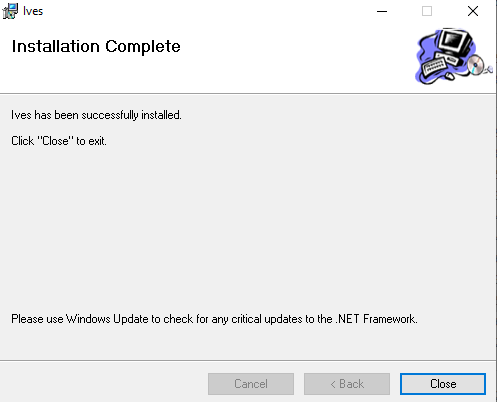 Ives
Installation Complete
Ives has been successfully installed.
Click "Close" to exit.
Please use Windows Update to check for any critical updates to the .NET Framework.
Cancel
< Back
Close